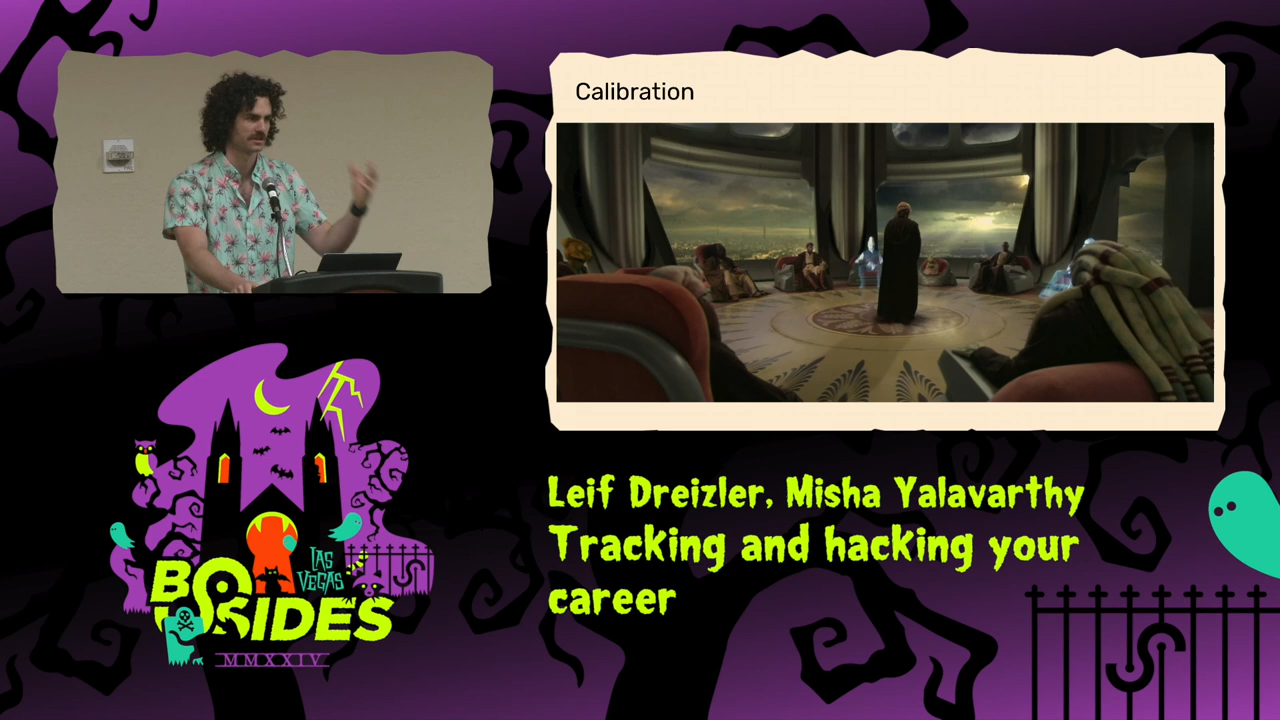 Calibration
Leif Dreizler, Misha Yalavarthy
Tracking and hacking your
career
LAS
VEGAS
BSIDES
MMXXIV